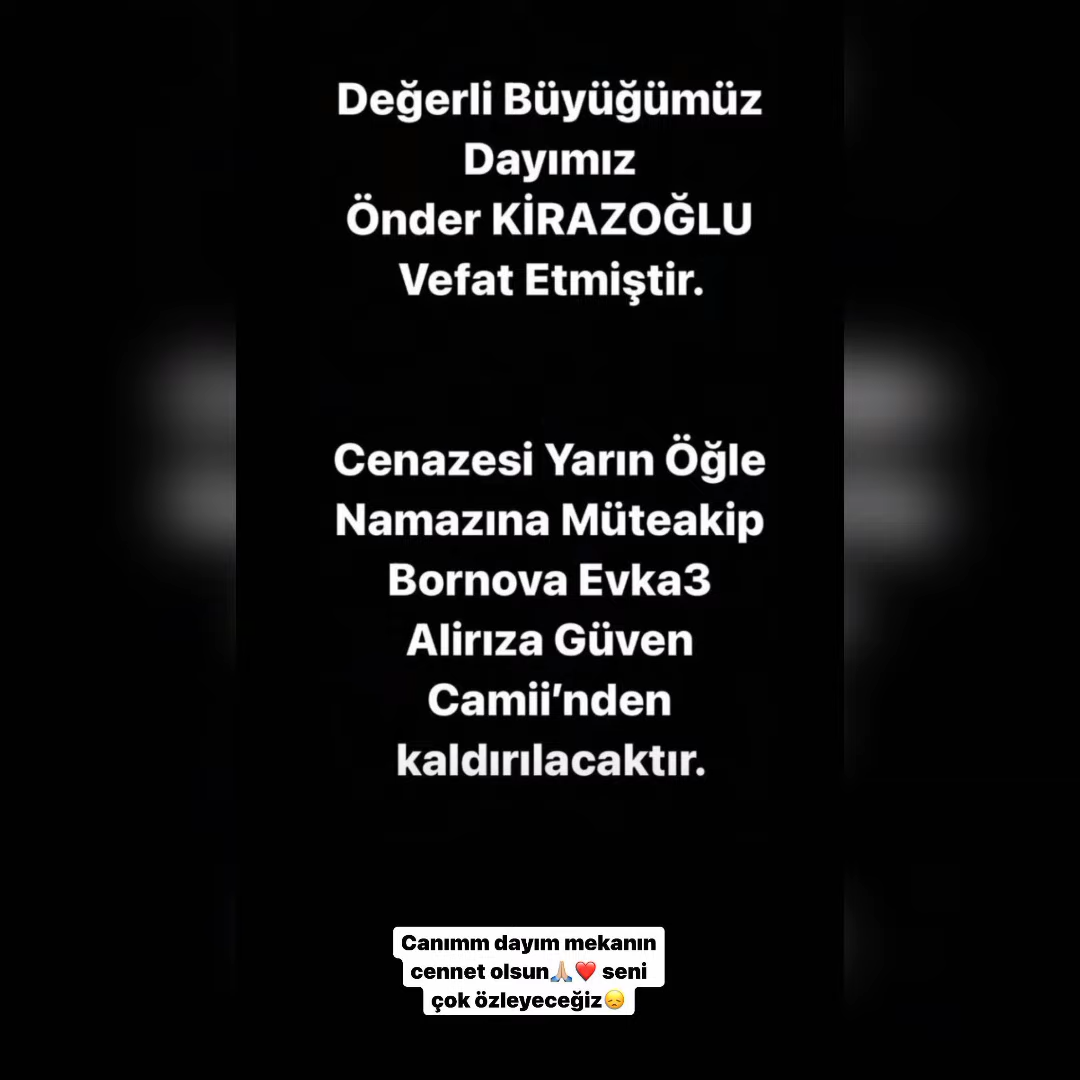 Değerli Büyüğümüz
Dayımız
Önder KİRAZOĞLU
Vefat Etmiştir.
Cenazesi Yarın Öğle
Namazına Müteakip
Bornova Evka3
Alirıza Güven
Camii’nden
kaldırılacaktır.
Canımm dayım mekanın
cennet olsun🙏🏼❤️ seni
çok özleyeceğiz😞